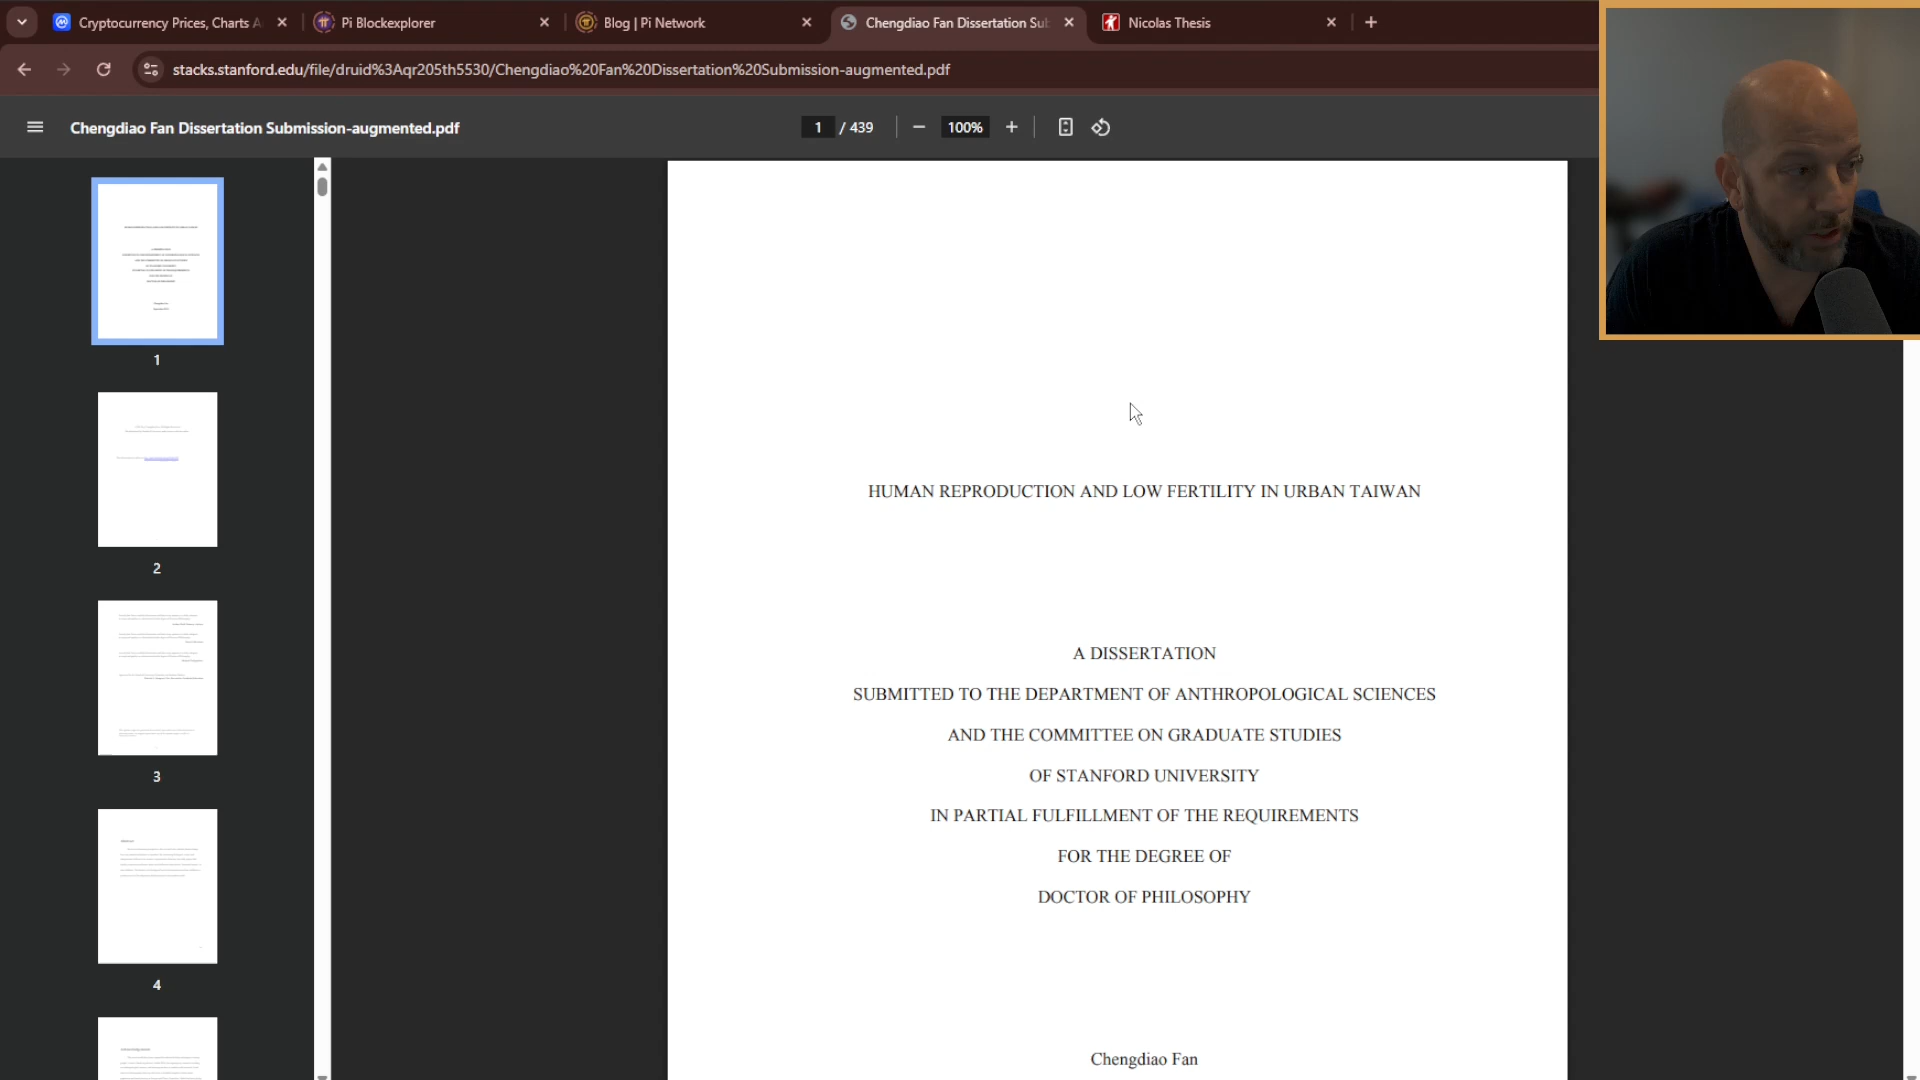 Cryptocurrency Prices, Charts A
Pi Blockexplorer
Blog | Pi Network
Chengdiao Fan Dissertation Sub
Nicolas Thesis
stacks.stanford.edu/file/druid%3Aqr205th5530/Chengdiao%20Fan%20Dissertation%20Submission-augmented.pdf
Chengdiao Fan Dissertation Submission-augmented.pdf
1 / 439
100%
1
2
3
4
HUMAN REPRODUCTION AND LOW FERTILITY IN URBAN TAIWAN
A DISSERTATION
SUBMITTED TO THE DEPARTMENT OF ANTHROPOLOGICAL SCIENCES
AND THE COMMITTEE ON GRADUATE STUDIES
OF STANFORD UNIVERSITY
IN PARTIAL FULFILLMENT OF THE REQUIREMENTS
FOR THE DEGREE OF
DOCTOR OF PHILOSOPHY
Chengdiao Fan